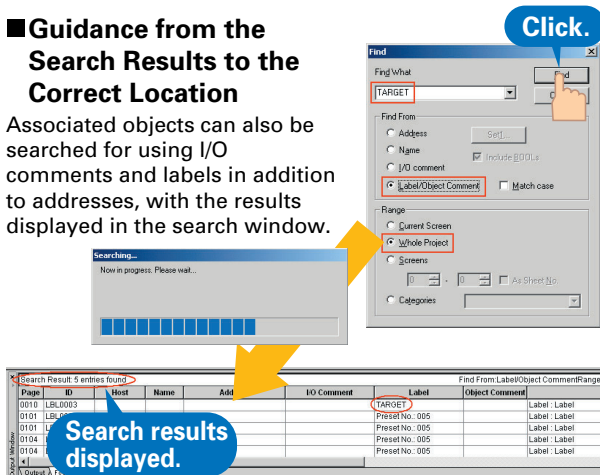 ■Guidance from the
Search Results to the
Correct Location
Associated objects can also be
searched for using I/O
comments and labels in addition
to addresses, with the results
displayed in the search window.
Click.
Find
Find What
TARGET
Find From
Address
Set1...
Name
Include BOOLs
I/O comment
Label/Object Comment
Match case
Range
Current Screen
Whole Project
Screens
0 - 0 As Sheet No.
Categories
Searching...
Now in progress. Please wait...
Search Result: 5 entries found
Find From:Label/Object CommentRange
Page ID Host Name I/O Comment Label Object Comment
0010 LBL0003 TARGET Label : Label
0101 Preset No.: 005 Label : Label
0101 Preset No.: 005 Label : Label
0104 Preset No.: 005 Label : Label
0104 Preset No.: 005 Label : Label
Search results
displayed.
Window
Output